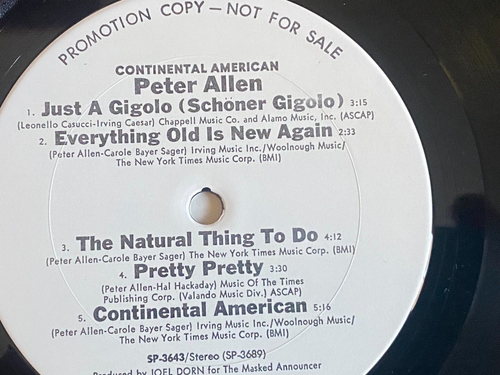 PROMOTION COPY — NOT FOR SALE
CONTINENTAL AMERICAN
Peter Allen
1. Just A Gigolo (Schöner Gigolo) 3:15
(Leonello Casucci-Irving Caesar) Chappell Music Co. and Alamo Music, Inc. (ASCAP)
2. Everything Old Is New Again 2:33
(Peter Allen-Carole Bayer Sager) Irving Music Inc./Woolnough Music/
The New York Times Music Corp. (BMI)
3. The Natural Thing To Do 4:12
(Peter Allen-Carole Bayer Sager) The New York Times Music Corp. (BMI)
4. Pretty Pretty 3:30
(Peter Allen-Hal Hackaday) Music Of The Times
Publishing Corp. (Valando Music Div.) ASCAP)
5. Continental American 5:16
(Peter Allen-Carole Bayer Sager) Irving Music Inc./Woolnough Music/
The New York Times Music Corp. (BMI)
SP-3643/Stereo (SP-3689)
Produced by JOEL DORN for The Masked Announcer